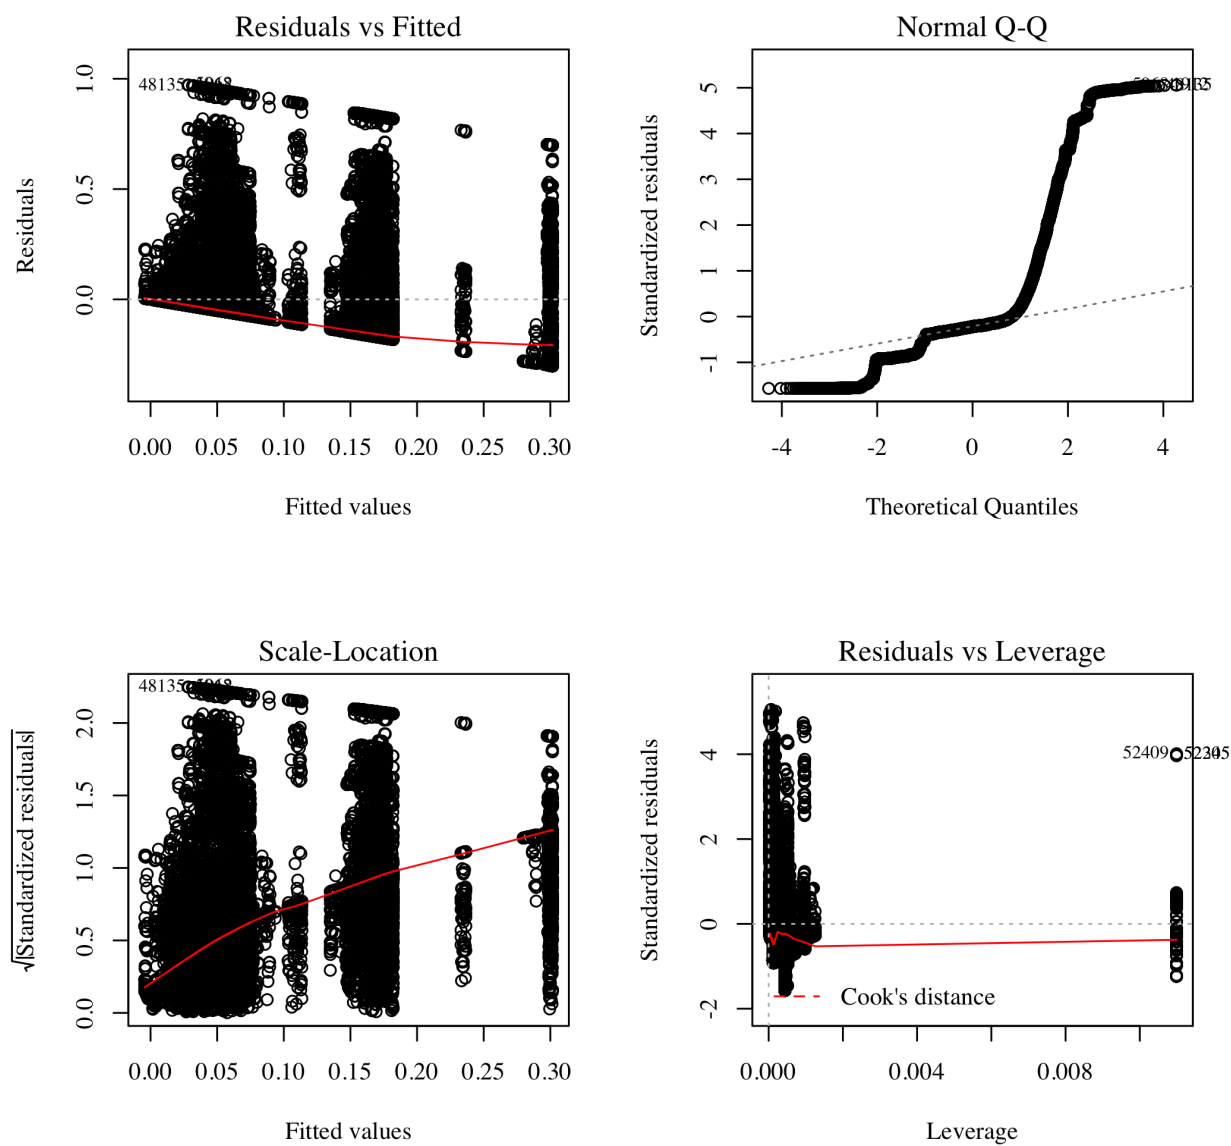 Residuals vs Fitted
Residuals
1.0
0.5
0.0
48135
0.00 0.05 0.10 0.15 0.20 0.25 0.30
Fitted values
Normal Q-Q
Standardized residuals
5
4
3
2
1
0
-1
-4 -2 0 2 4
Theoretical Quantiles
Scale-Location
√|Standardized residuals|
2.0
1.5
1.0
0.5
0.0
48135
0.00 0.05 0.10 0.15 0.20 0.25 0.30
Fitted values
Residuals vs Leverage
Standardized residuals
4
2
0
-2
52409
Cook's distance
0.000 0.004 0.008
Leverage